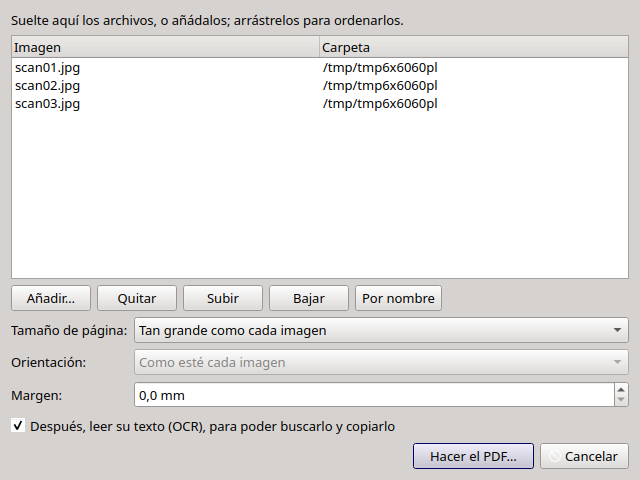 Suelte aquí los archivos, o añádalos; arrástrelos para ordenarlos.
Imagen Carpeta
scan01.jpg /tmp/tmp6x6060pl
scan02.jpg /tmp/tmp6x6060pl
scan03.jpg /tmp/tmp6x6060pl
Añadir... Quitar Subir Bajar Por nombre
Tamaño de página: Tan grande como cada imagen
Orientación: Como esté cada imagen
Margen: 0,0 mm
Después, leer su texto (OCR), para poder buscarlo y copiarlo
Hacer el PDF... Cancelar